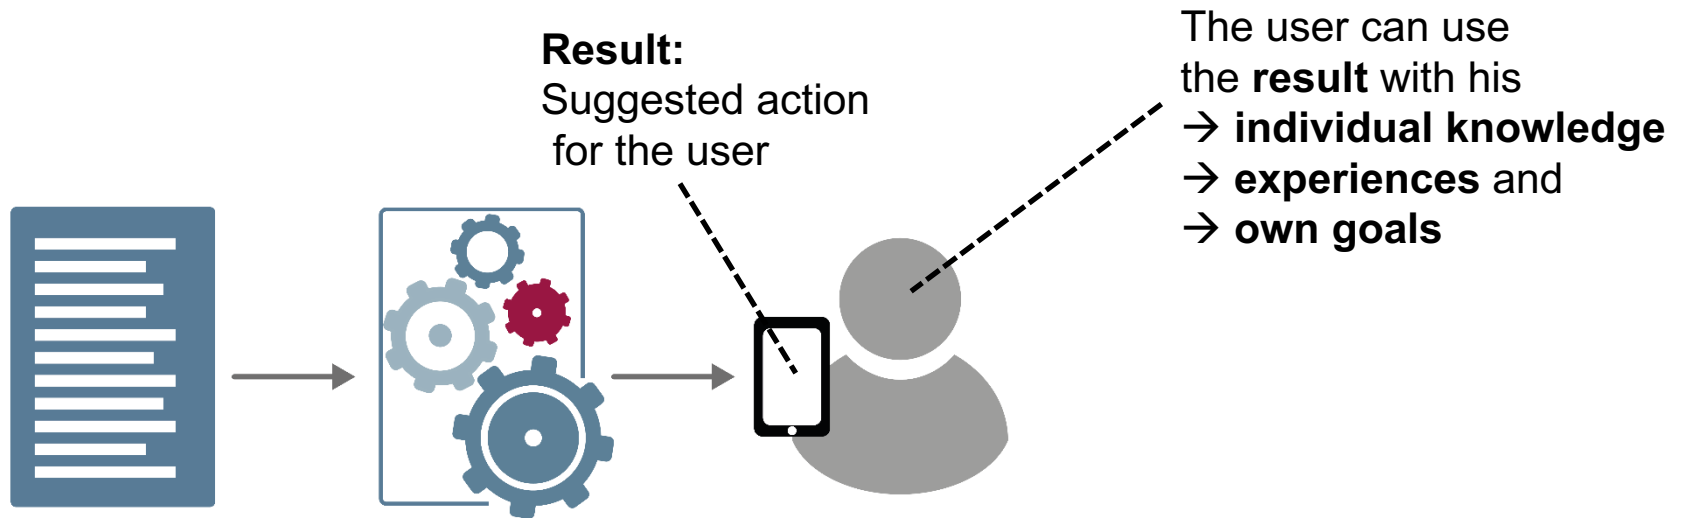 Result:
Suggested action
for the user
The user can use
the result with his
→ individual knowledge
→ experiences and
→ own goals